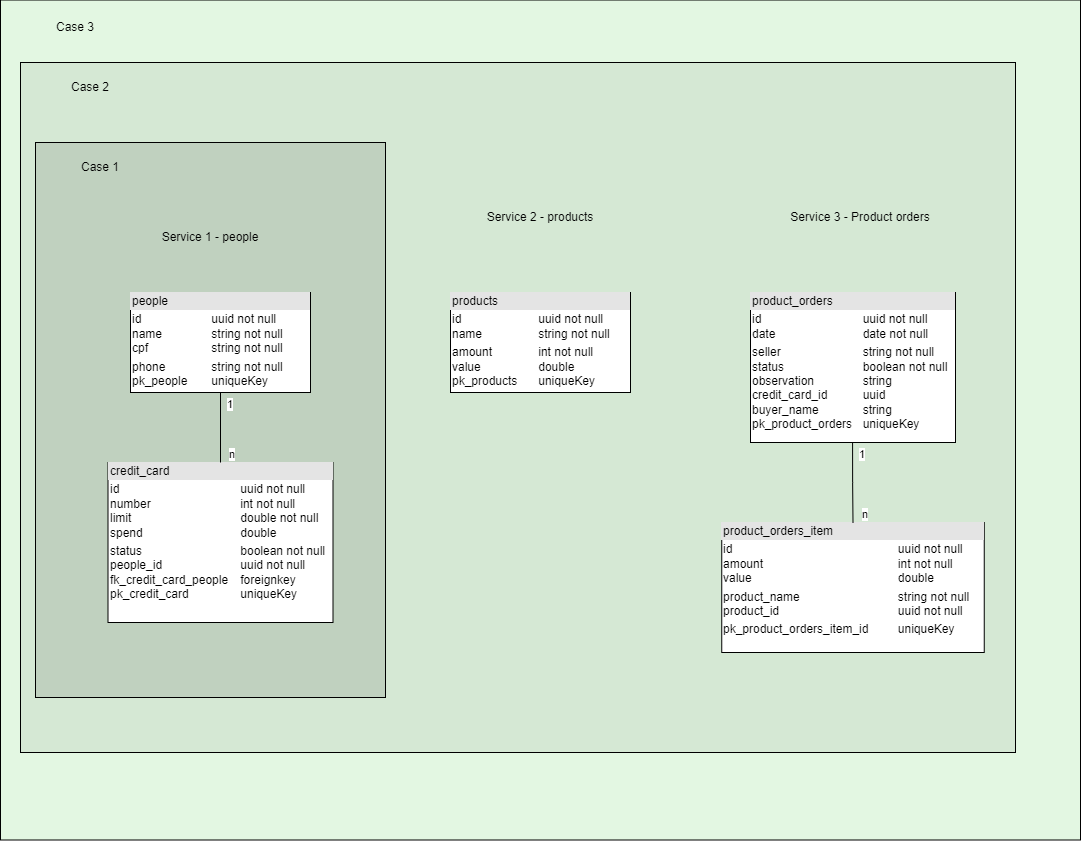 Case 3
Case 2
Case 1
Service 1 - people
people
id uuid not null
name string not null
cpf string not null
phone string not null
pk_people uniqueKey
1
n
credit_card
id uuid not null
number int not null
limit double not null
spend double
status boolean not null
people_id uuid not null
fk_credit_card_people foreignkey
pk_credit_card uniqueKey
Service 2 - products
products
id uuid not null
name string not null
amount int not null
value double
pk_products uniqueKey
Service 3 - Product orders
product_orders
id uuid not null
date date not null
seller string not null
status boolean not null
observation string
credit_card_id uuid
buyer_name string
pk_product_orders uniqueKey
1
n
product_orders_item
id uuid not null
amount int not null
value double
product_name string not null
product_id uuid not null
pk_product_orders_item_id uniqueKey